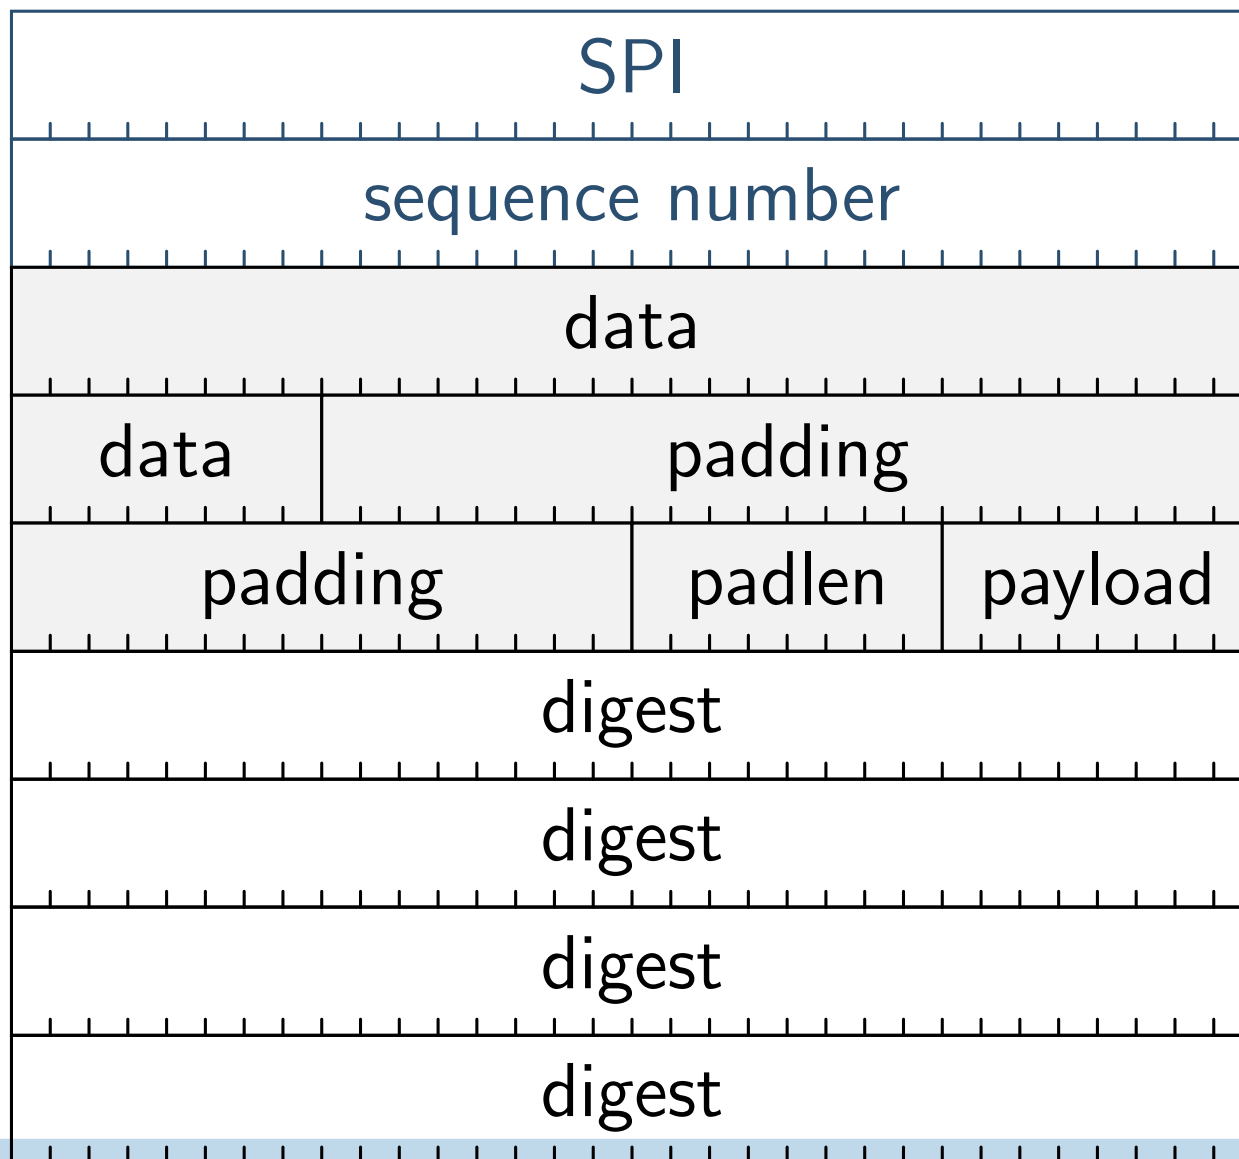 SPI
sequence number
data
data padding
padding padlen payload
digest
digest
digest
digest